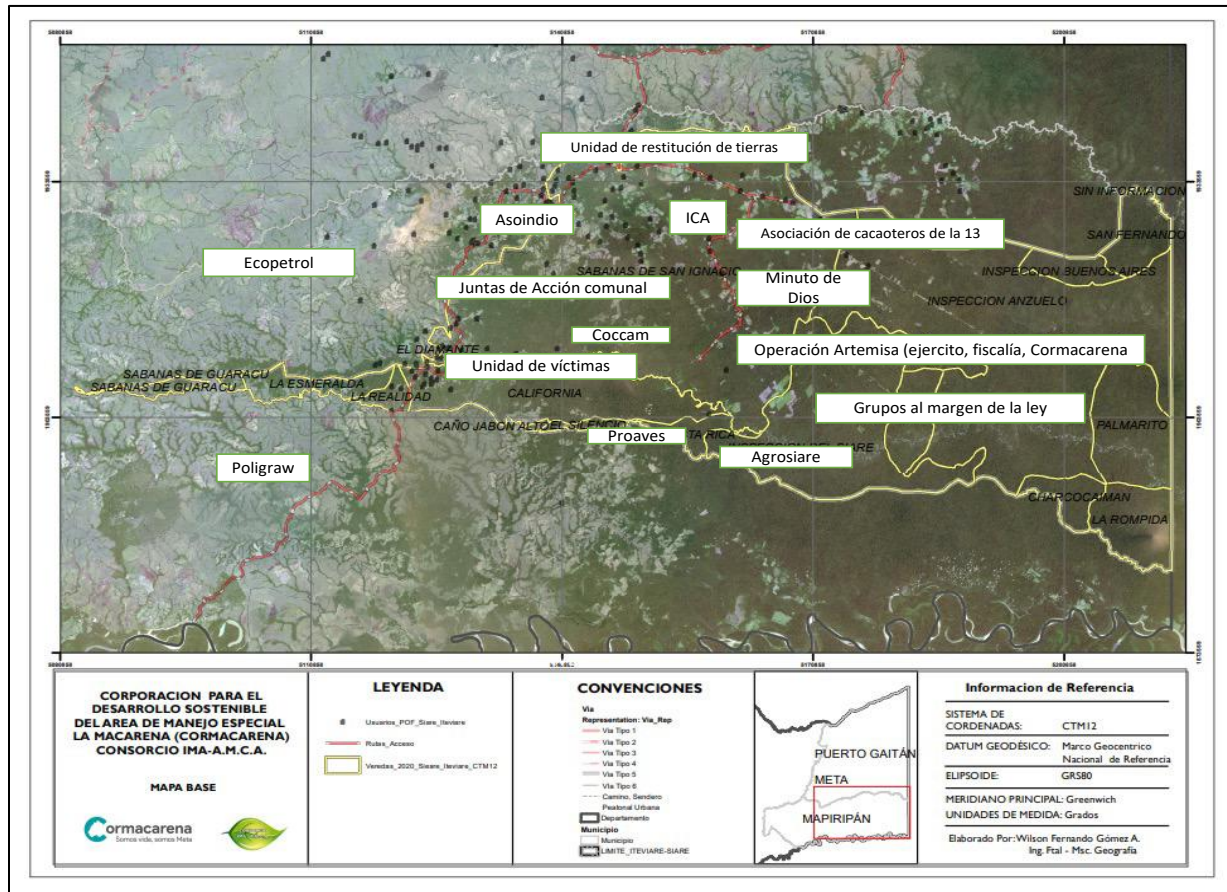 5110888
5140888
5170888
5200888
Unidad de restitución de tierras
SIN INFORMACION
Asoindio
ICA
Asociación de cacaoteros de la 13
SAN FERNANDO
Ecopetrol
SABANAS DE SAN IGNACIO
INSPECCION BUENOS AIRES
Juntas de Acción comunal
Minuto de
Dios
INSPECCION ANZUELO
Coccam
EL DIAMANTE
Operación Artemisa (ejercito, fiscalía, Cormacarena
Unidad de víctimas
SABANAS DE GUARACU
SABANAS DE GUARACU
LA ESMERALDA
LA REALIDAD
CALIFORNIA
Grupos al margen de la ley
CAÑO JABON ALTO
EL SILENCIO
PALMARITO
Proaves
Poligraw
Agrosiare
CHARCOCAIMAN
LA ROMPIDA
CORPORACION PARA EL
DESARROLLO SOSTENIBLE
DEL AREA DE MANEJO ESPECIAL
LA MACARENA (CORMACARENA)
CONSORCIO IMA-A.M.C.A.
MAPA BASE
Cormacarena
Somos vida, somos Meta
LEYENDA
Usuarios_POF_Siare_Iteviare
Rutas_Acceso
Veredas_2020_Siears_Iteviare_CTM12
CONVENCIONES
Via
Representation: Via_Rep
Via Tipo 1
Via Tipo 2
Via Tipo 3
Via Tipo 4
Via Tipo 5
Via Tipo 6
Camino, Sendero
Peatonal Urbana
Departamento
Municipio
Municipio
LIMITE_ITEVIARE-SIARE
PUERTO GAITÁN
META
MAPIRIPÁN
Informacion de Referencia
SISTEMA DE
CORDENADAS: CTM12
DATUM GEODÉSICO: Marco Geocentrico
Nacional de Referencia
ELIPSOIDE: GRS80
MERIDIANO PRINCIPAL: Greenwich
UNIDADES DE MEDIDA: Grados
Elaborado Por:Wilson Fernando Gómez A.
Ing. Ftal - Msc. Geografía